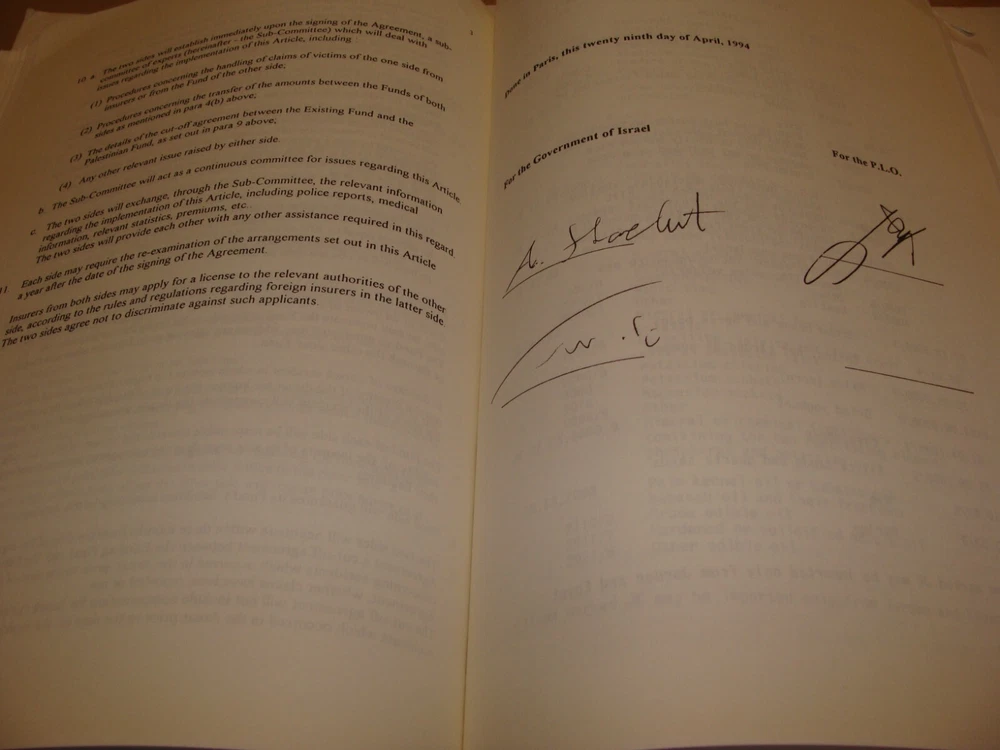 10. a. The two sides will establish immediately upon the signing of the Agreement, a sub-
committee of experts (hereinafter - the Sub-Committee) which will deal with
issues regarding the implementation of this Article, including:
(1) Procedures concerning the handling of claims of victims of the one side from
insurers or from the Fund of the other side;
(2) Procedures concerning the transfer of the amounts between the Funds of both
sides as mentioned in para 4(b) above;
(3) The details of the cut-off agreement between the Existing Fund and the
Palestinian Fund, as set out in para 9 above;
(4) Any other relevant issue raised by either side.
b. The Sub-Committee will act as a continuous committee for issues regarding this Article.
c. The two sides will exchange, through the Sub-Committee, the relevant information
regarding the implementation of this Article, including police reports, medical
information, relevant statistics, premiums, etc..
The two sides will provide each other with any other assistance required in this regard.
11. Each side may require the re-examination of the arrangements set out in this Article
a year after the date of the signing of the Agreement.
Insurers from both sides may apply for a license to the relevant authorities of the other
side, according to the rules and regulations regarding foreign insurers in the latter side.
The two sides agree not to discriminate against such applicants.
Done in Paris, this twenty ninth day of April, 1994
For the Government of Israel
For the P.L.O.